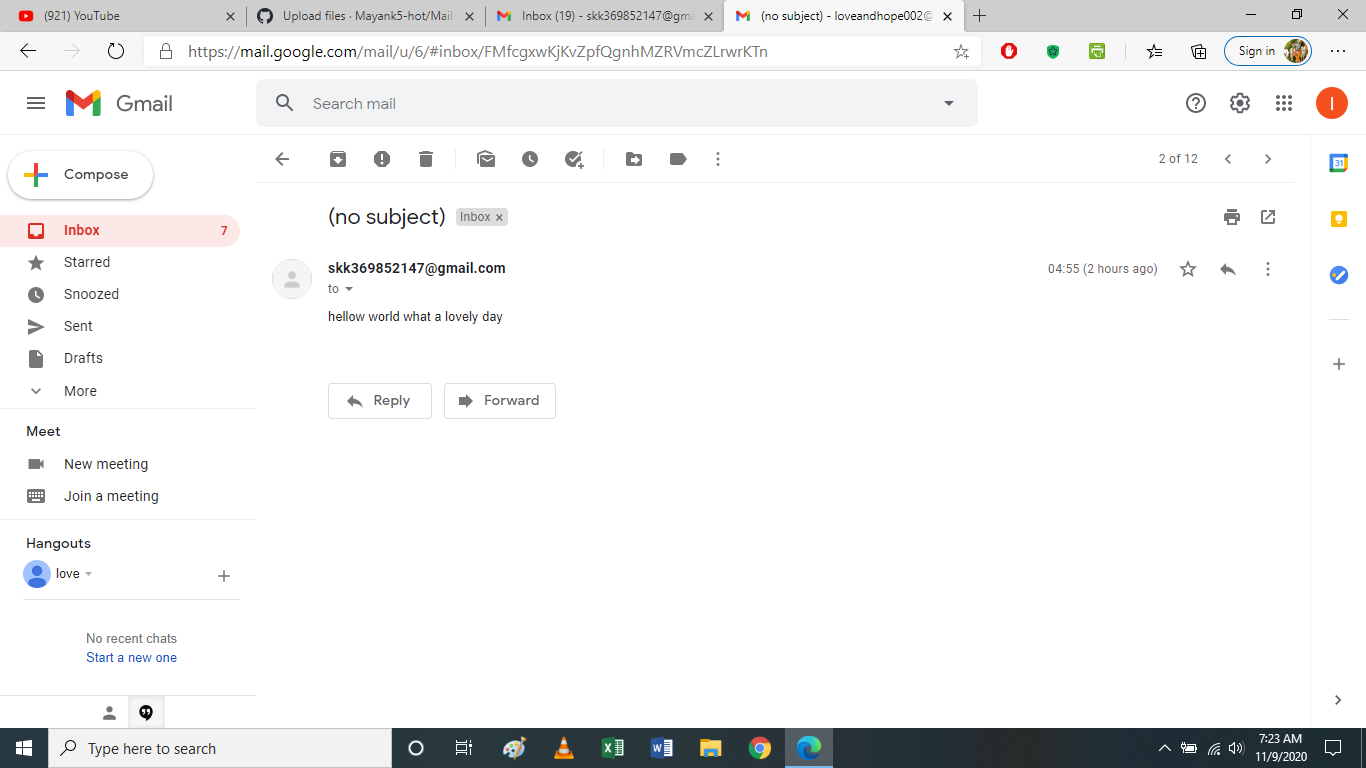 (921) YouTube
Upload files · Mayank5-hot/Mail-
Inbox (19) - skk369852147@gma
(no subject) - loveandhope002@
https://mail.google.com/mail/u/6/#inbox/FMfcgxwKjKvZpfQgnhMZRVmcZLrwrKTn
Sign in
Gmail
Search mail
I
Compose
2 of 12
31
Inbox 7
Starred
Snoozed
Sent
Drafts
More
(no subject) Inbox ×
skk369852147@gmail.com
04:55 (2 hours ago)
to
hellow world what a lovely day
Reply
Forward
Meet
New meeting
Join a meeting
Hangouts
love
No recent chats
Start a new one
Type here to search
7:23 AM
11/9/2020